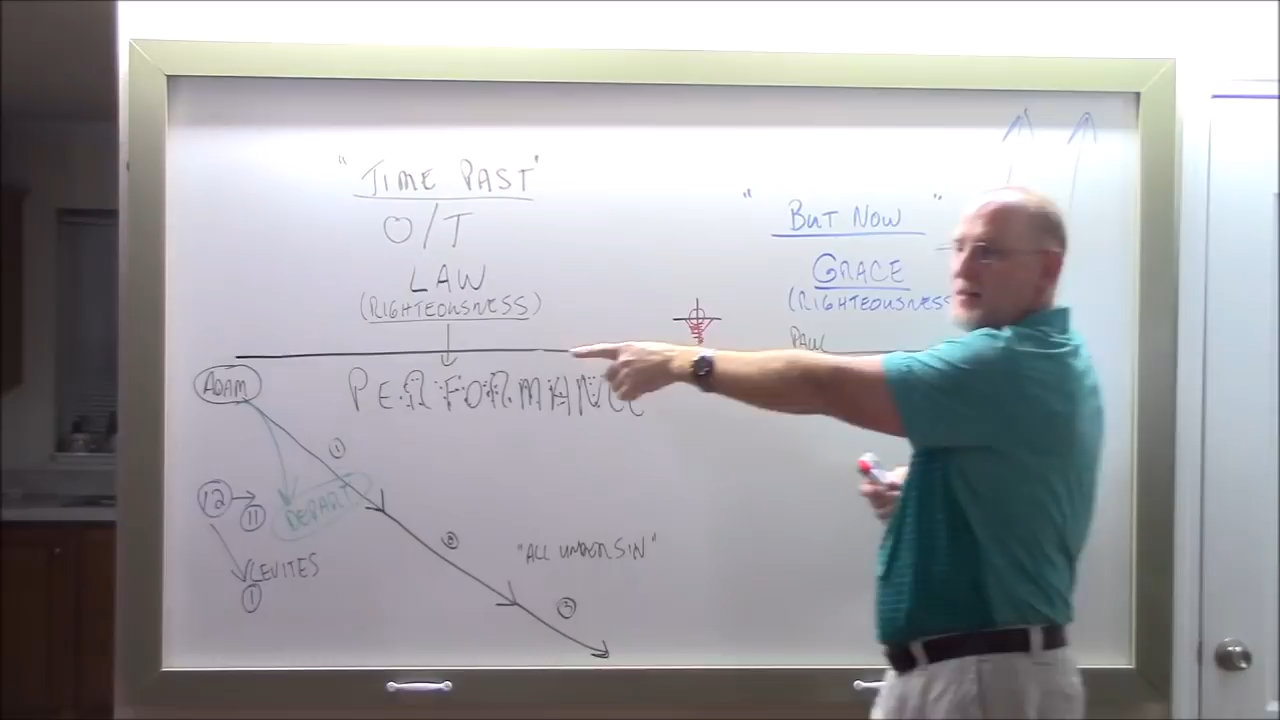 "TIME PAST"
O/T
LAW
(RIGHTEOUSNESS)
PERFORMANCE
ADAM
①
12 → 11
DEPART
LEVITES
①
②
"ALL UNDER SIN"
③
" BUT NOW "
GRACE
(RIGHTEOUSNESS
PAUL